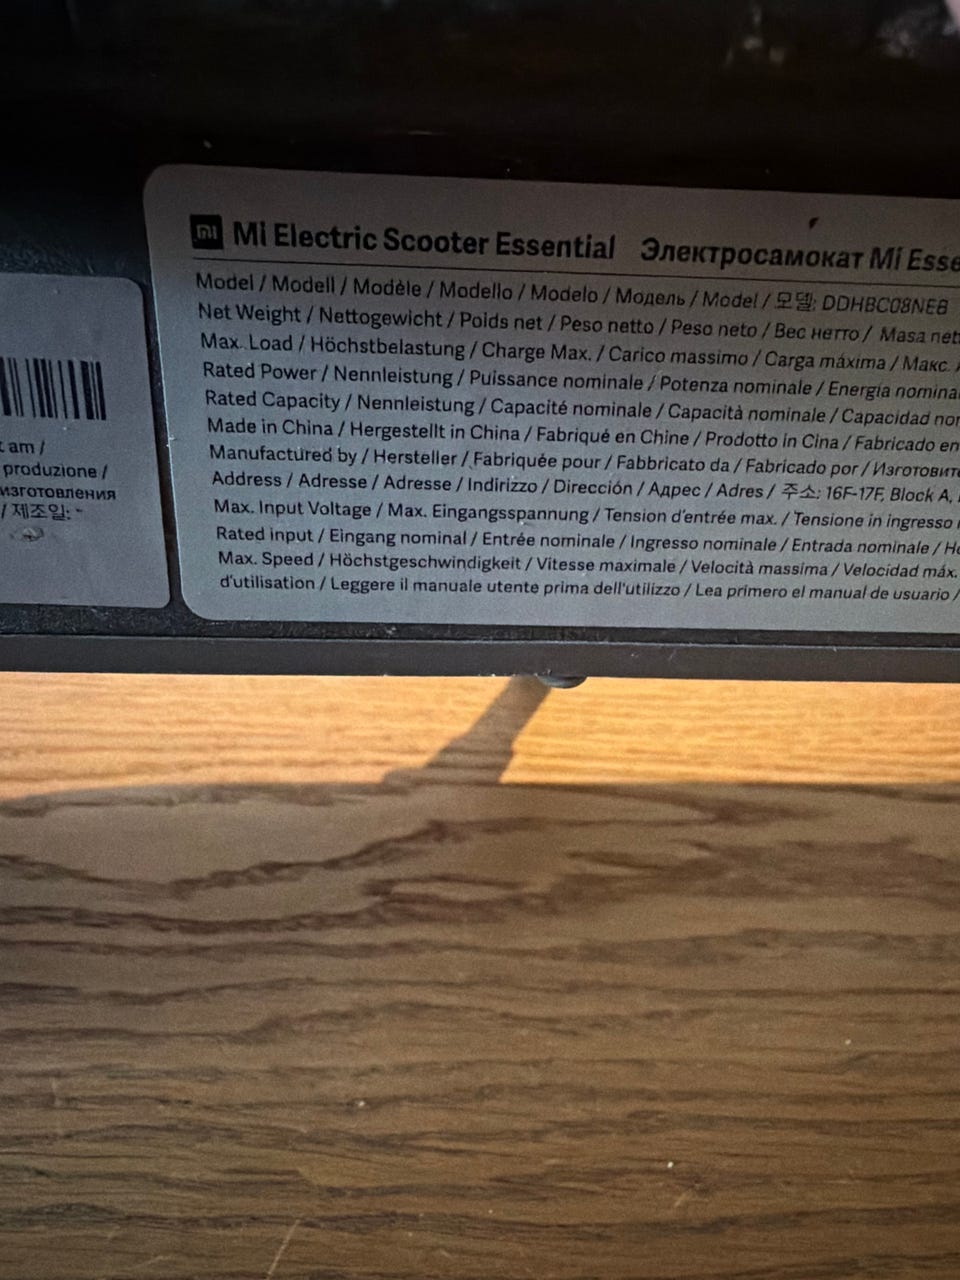 Mi Electric Scooter Essential Электросамокат Mi Esse
Model / Modell / Modèle / Modello / Modelo / Модель / Model / 모델: DDHBC08NEB
Net Weight / Nettogewicht / Poids net / Peso netto / Peso neto / Вес нетто / Masa net
Max. Load / Höchstbelastung / Charge Max. / Carico massimo / Carga máxima / Макс.
Rated Power / Nennleistung / Puissance nominale / Potenza nominale / Energía nomina
Rated Capacity / Nennleistung / Capacité nominale / Capacità nominale / Capacidad no
Made in China / Hergestellt in China / Fabriqué en Chine / Prodotto in Cina / Fabricado en
Manufactured by / Hersteller / Fabriquée pour / Fabbricato da / Fabricado por / Изготовит
Address / Adresse / Adresse / Indirizzo / Dirección / Адрес / Adres / 주소: 16F-17F, Block A,
Max. Input Voltage / Max. Eingangsspannung / Tension d'entrée max. / Tensione in ingresso
Rated input / Eingang nominal / Entrée nominale / Ingresso nominale / Entrada nominale /
Max. Speed / Höchstgeschwindigkeit / Vitesse maximale / Velocità massima / Velocidad máx.
d'utilisation / Leggere il manuale utente prima dell'utilizzo / Lea primero el manual de usuario /
am /
produzione /
изготовления
/ 제조일: -